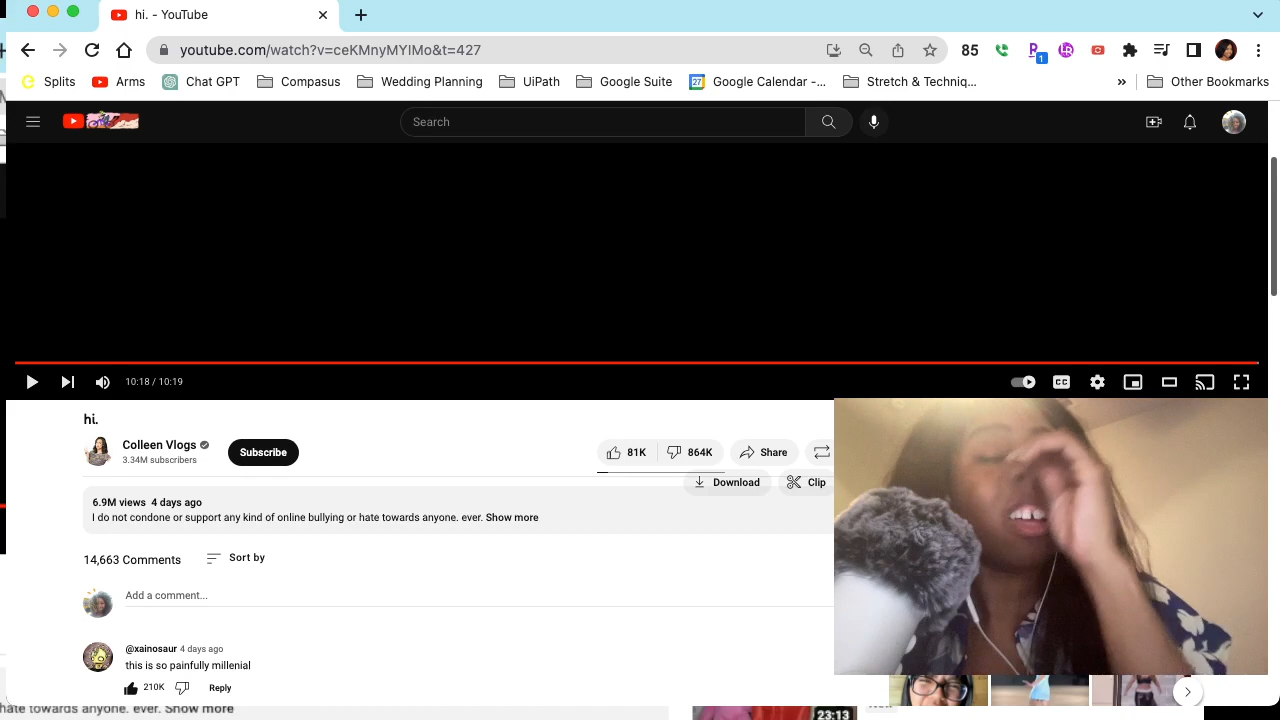 hi. - YouTube
youtube.com/watch?v=ceKMnyMYIMo&t=427
85
1
Splits
Arms
Chat GPT
Compasus
Wedding Planning
UiPath
Google Suite
27
Google Calendar -...
Stretch & Techniq...
»
Other Bookmarks
Search
10:18 / 10:19
CC
hi.
Colleen Vlogs
3.34M subscribers
Subscribe
81K
864K
Share
Download
Clip
6.9M views 4 days ago
I do not condone or support any kind of online bullying or hate towards anyone. ever. Show more
14,663 Comments
Sort by
Add a comment...
@xainosaur 4 days ago
this is so painfully millenial
210K
Reply
hate towards anyone. ever. Show more
23:13